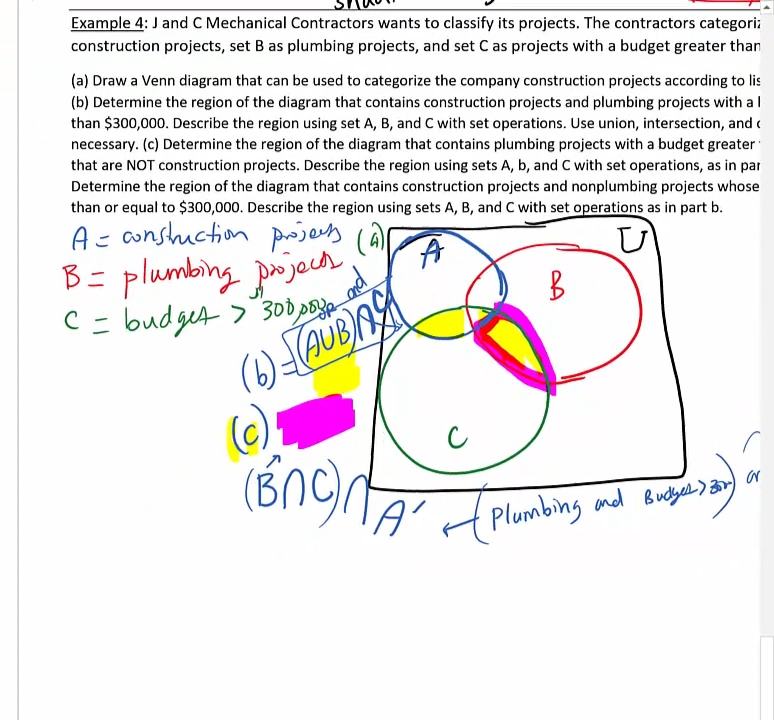 Example 4: J and C Mechanical Contractors wants to classify its projects. The contractors categori
construction projects, set B as plumbing projects, and set C as projects with a budget greater than
(a) Draw a Venn diagram that can be used to categorize the company construction projects according to lis
(b) Determine the region of the diagram that contains construction projects and plumbing projects with a
than $300,000. Describe the region using set A, B, and C with set operations. Use union, intersection, and
necessary. (c) Determine the region of the diagram that contains plumbing projects with a budget greater
that are NOT construction projects. Describe the region using sets A, b, and C with set operations, as in par
Determine the region of the diagram that contains construction projects and nonplumbing projects whose
than or equal to $300,000. Describe the region using sets A, B, and C with set operations as in part b.
A = construction projects (a)
B = plumbing projects
C = budget > 300,000
and
(b) = (A∪B)∩C
(c)
(B∩C)∩A' ← (Plumbing and Budget>300) or
A
B
C
U